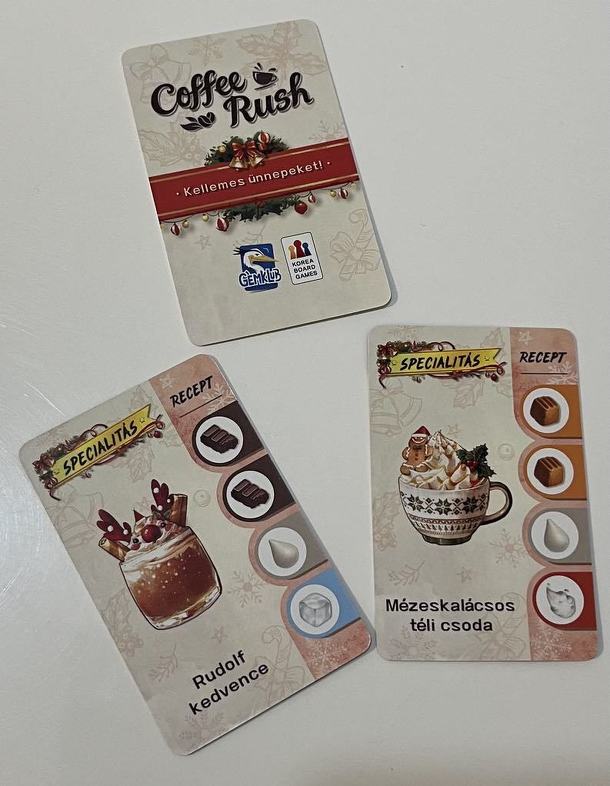 Coffee
Rush
· Kellemes ünnepeket! ·
GÉMKLUB
KOREA
BOARD
GAMES
SPECIALITÁS
RECEPT
Rudolf
kedvence
SPECIALITÁS
RECEPT
Mézeskalácsos
téli csoda